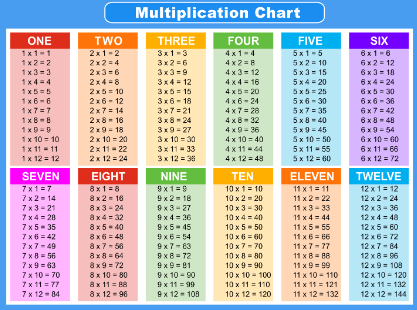 Multiplication Chart
ONE
1 x 1 = 1
1 x 2 = 2
1 x 3 = 3
1 x 4 = 4
1 x 5 = 5
1 x 6 = 6
1 x 7 = 7
1 x 8 = 8
1 x 9 = 9
1 x 10 = 10
1 x 11 = 11
1 x 12 = 12
TWO
2 x 1 = 2
2 x 2 = 4
2 x 3 = 6
2 x 4 = 8
2 x 5 = 10
2 x 6 = 12
2 x 7 = 14
2 x 8 = 16
2 x 9 = 18
2 x 10 = 20
2 x 11 = 22
2 x 12 = 24
THREE
3 x 1 = 3
3 x 2 = 6
3 x 3 = 9
3 x 4 = 12
3 x 5 = 15
3 x 6 = 18
3 x 7 = 21
3 x 8 = 24
3 x 9 = 27
3 x 10 = 30
3 x 11 = 33
3 x 12 = 36
FOUR
4 x 1 = 4
4 x 2 = 8
4 x 3 = 12
4 x 4 = 16
4 x 5 = 20
4 x 6 = 24
4 x 7 = 28
4 x 8 = 32
4 x 9 = 36
4 x 10 = 40
4 x 11 = 44
4 x 12 = 48
FIVE
5 x 1 = 5
5 x 2 = 10
5 x 3 = 15
5 x 4 = 20
5 x 5 = 25
5 x 6 = 30
5 x 7 = 35
5 x 8 = 40
5 x 9 = 45
5 x 10 = 50
5 x 11 = 55
5 x 12 = 60
SIX
6 x 1 = 6
6 x 2 = 12
6 x 3 = 18
6 x 4 = 24
6 x 5 = 30
6 x 6 = 36
6 x 7 = 42
6 x 8 = 48
6 x 9 = 54
6 x 10 = 60
6 x 11 = 66
6 x 12 = 72
SEVEN
7 x 1 = 7
7 x 2 = 14
7 x 3 = 21
7 x 4 = 28
7 x 5 = 35
7 x 6 = 42
7 x 7 = 49
7 x 8 = 56
7 x 9 = 63
7 x 10 = 70
7 x 11 = 77
7 x 12 = 84
EIGHT
8 x 1 = 8
8 x 2 = 16
8 x 3 = 24
8 x 4 = 32
8 x 5 = 40
8 x 6 = 48
8 x 7 = 56
8 x 8 = 64
8 x 9 = 72
8 x 10 = 80
8 x 11 = 88
8 x 12 = 96
NINE
9 x 1 = 9
9 x 2 = 18
9 x 3 = 27
9 x 4 = 36
9 x 5 = 45
9 x 6 = 54
9 x 7 = 63
9 x 8 = 72
9 x 9 = 81
9 x 10 = 90
9 x 11 = 99
9 x 12 = 108
TEN
10 x 1 = 10
10 x 2 = 20
10 x 3 = 30
10 x 4 = 40
10 x 5 = 50
10 x 6 = 60
10 x 7 = 70
10 x 8 = 80
10 x 9 = 90
10 x 10 = 100
10 x 11 = 110
10 x 12 = 120
ELEVEN
11 x 1 = 11
11 x 2 = 22
11 x 3 = 33
11 x 4 = 44
11 x 5 = 55
11 x 6 = 66
11 x 7 = 77
11 x 8 = 88
11 x 9 = 99
11 x 10 = 110
11 x 11 = 121
11 x 12 = 132
TWELVE
12 x 1 = 12
12 x 2 = 24
12 x 3 = 36
12 x 4 = 48
12 x 5 = 60
12 x 6 = 72
12 x 7 = 84
12 x 8 = 96
12 x 9 = 108
12 x 10 = 120
12 x 11 = 132
12 x 12 = 144